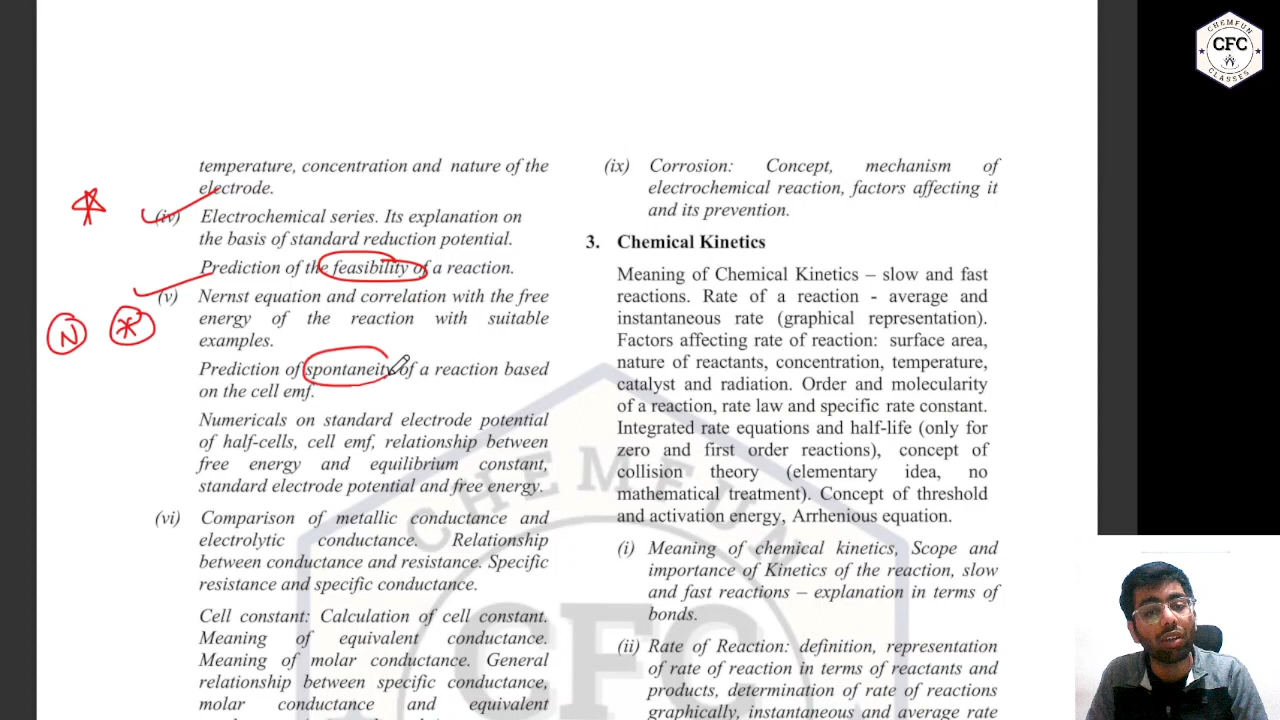 temperature, concentration and nature of the
electrode.
(iv) Electrochemical series. Its explanation on
the basis of standard reduction potential.
Prediction of the feasibility of a reaction.
(v) Nernst equation and correlation with the free
energy of the reaction with suitable
examples.
N
Prediction of spontaneity of a reaction based
on the cell emf.
Numericals on standard electrode potential
of half-cells, cell emf, relationship between
free energy and equilibrium constant,
standard electrode potential and free energy.
(vi) Comparison of metallic conductance and
electrolytic conductance. Relationship
between conductance and resistance. Specific
resistance and specific conductance.
Cell constant: Calculation of cell constant.
Meaning of equivalent conductance.
Meaning of molar conductance. General
relationship between specific conductance,
molar conductance and equivalent
(ix) Corrosion: Concept, mechanism of
electrochemical reaction, factors affecting it
and its prevention.
3. Chemical Kinetics
Meaning of Chemical Kinetics – slow and fast
reactions. Rate of a reaction - average and
instantaneous rate (graphical representation).
Factors affecting rate of reaction: surface area,
nature of reactants, concentration, temperature,
catalyst and radiation. Order and molecularity
of a reaction, rate law and specific rate constant.
Integrated rate equations and half-life (only for
zero and first order reactions), concept of
collision theory (elementary idea, no
mathematical treatment). Concept of threshold
and activation energy, Arrhenious equation.
(i) Meaning of chemical kinetics, Scope and
importance of Kinetics of the reaction, slow
and fast reactions – explanation in terms of
bonds.
(ii) Rate of Reaction: definition, representation
of rate of reaction in terms of reactants and
products, determination of rate of reactions
graphically, instantaneous and average rate
CHEMFUN
CFC
CHEMFUN
CFC
CLASSES